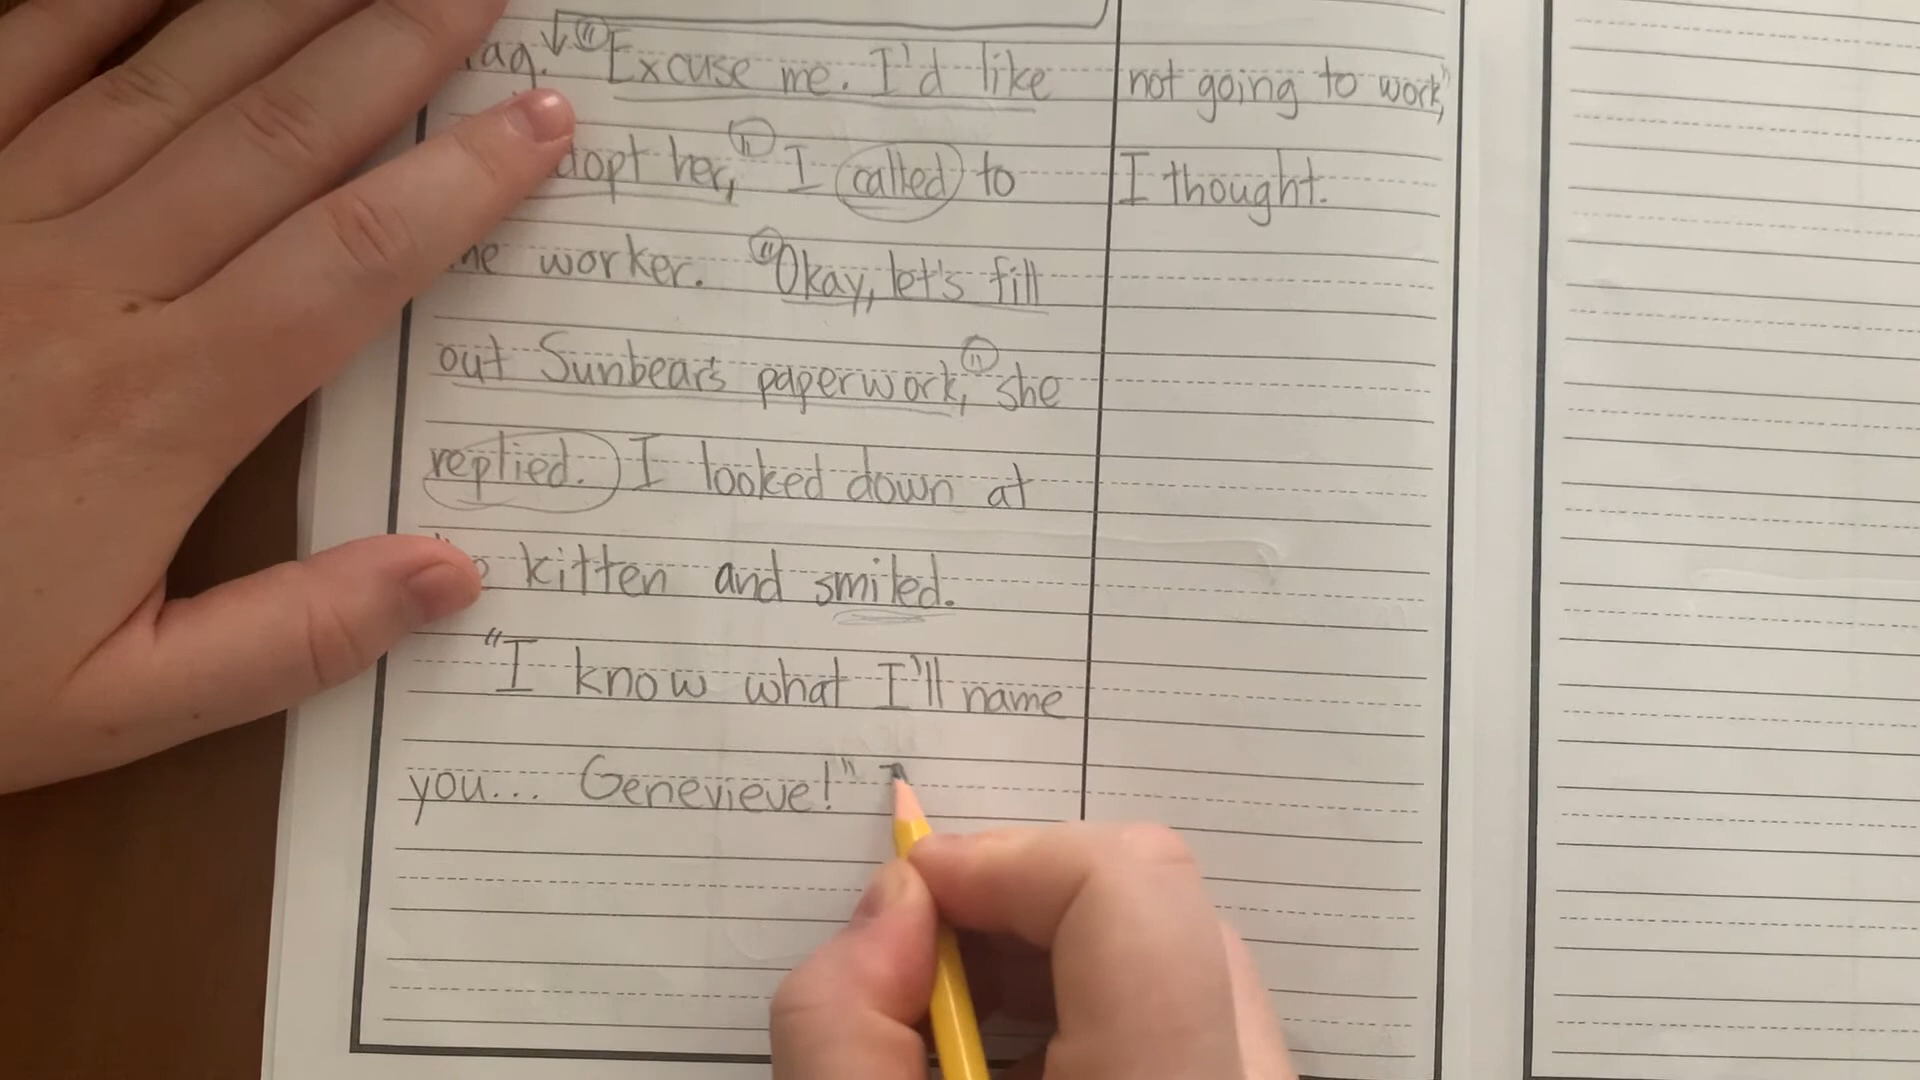 "Excuse me. I'd like
her," I called to
worker. "Okay, let's fill
out Sunbear's paperwork," she
replied. I looked down at
kitten and smiled.
"I know what I'll name
you... Genevieve!"
not going to work,"
I thought.